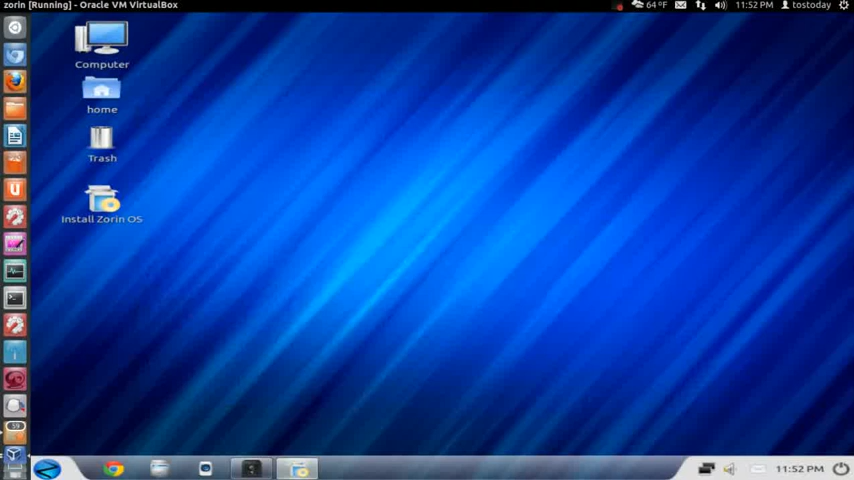 zorin [Running] - Oracle VM VirtualBox
64 °F
11:52 PM
tostoday
Computer
home
Trash
Install Zorin OS
59
11:52 PM